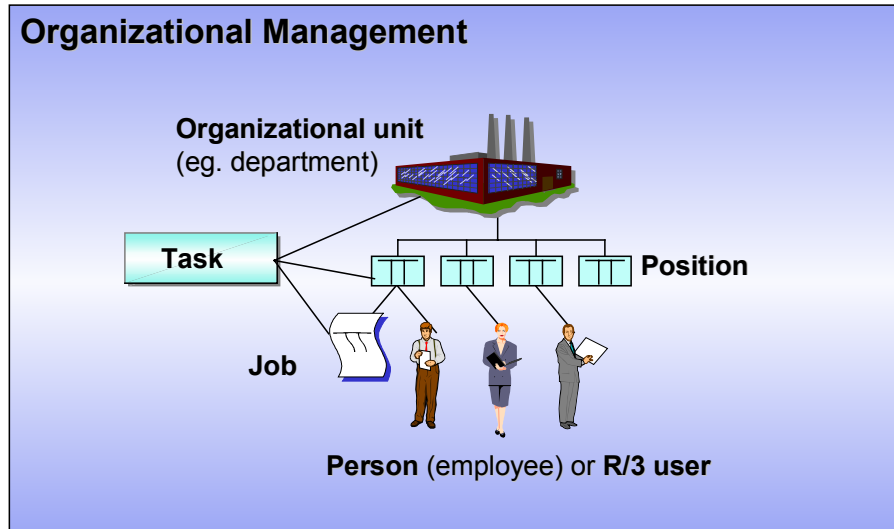 Organizational Management
Organizational unit
(eg. department)
Task
Position
Job
Person (employee) or R/3 user